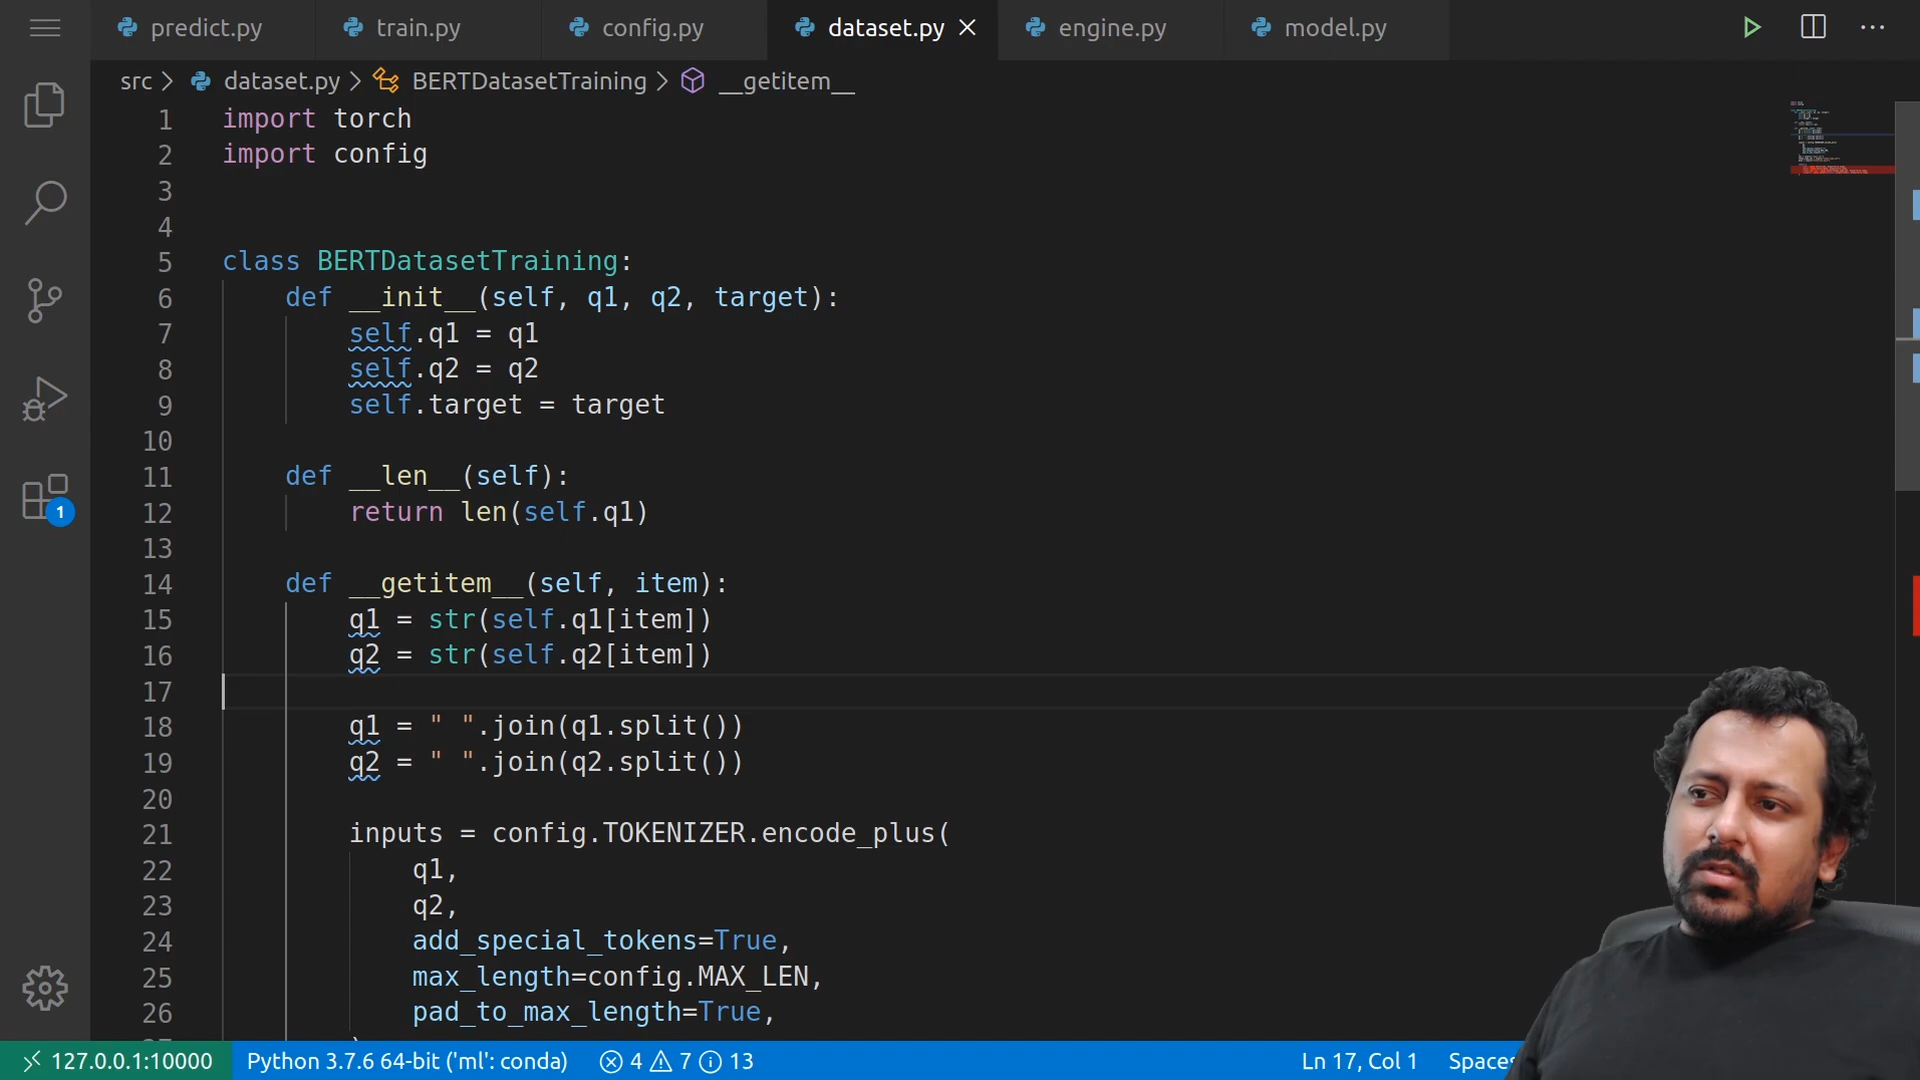 predict.py train.py config.py dataset.py engine.py model.py
src dataset.py BERTDatasetTraining __getitem__
1 import torch
2 import config
3
4
5 class BERTDatasetTraining:
6 def __init__(self, q1, q2, target):
7 self.q1 = q1
8 self.q2 = q2
9 self.target = target
10
11 def __len__(self):
12 return len(self.q1)
13
14 def __getitem__(self, item):
15 q1 = str(self.q1[item])
16 q2 = str(self.q2[item])
17
18 q1 = " ".join(q1.split())
19 q2 = " ".join(q2.split())
20
21 inputs = config.TOKENIZER.encode_plus(
22 q1,
23 q2,
24 add_special_tokens=True,
25 max_length=config.MAX_LEN,
26 pad_to_max_length=True,
1
127.0.0.1:10000 Python 3.7.6 64-bit ('ml': conda) 4 7 13 Ln 17, Col 1 Spaces